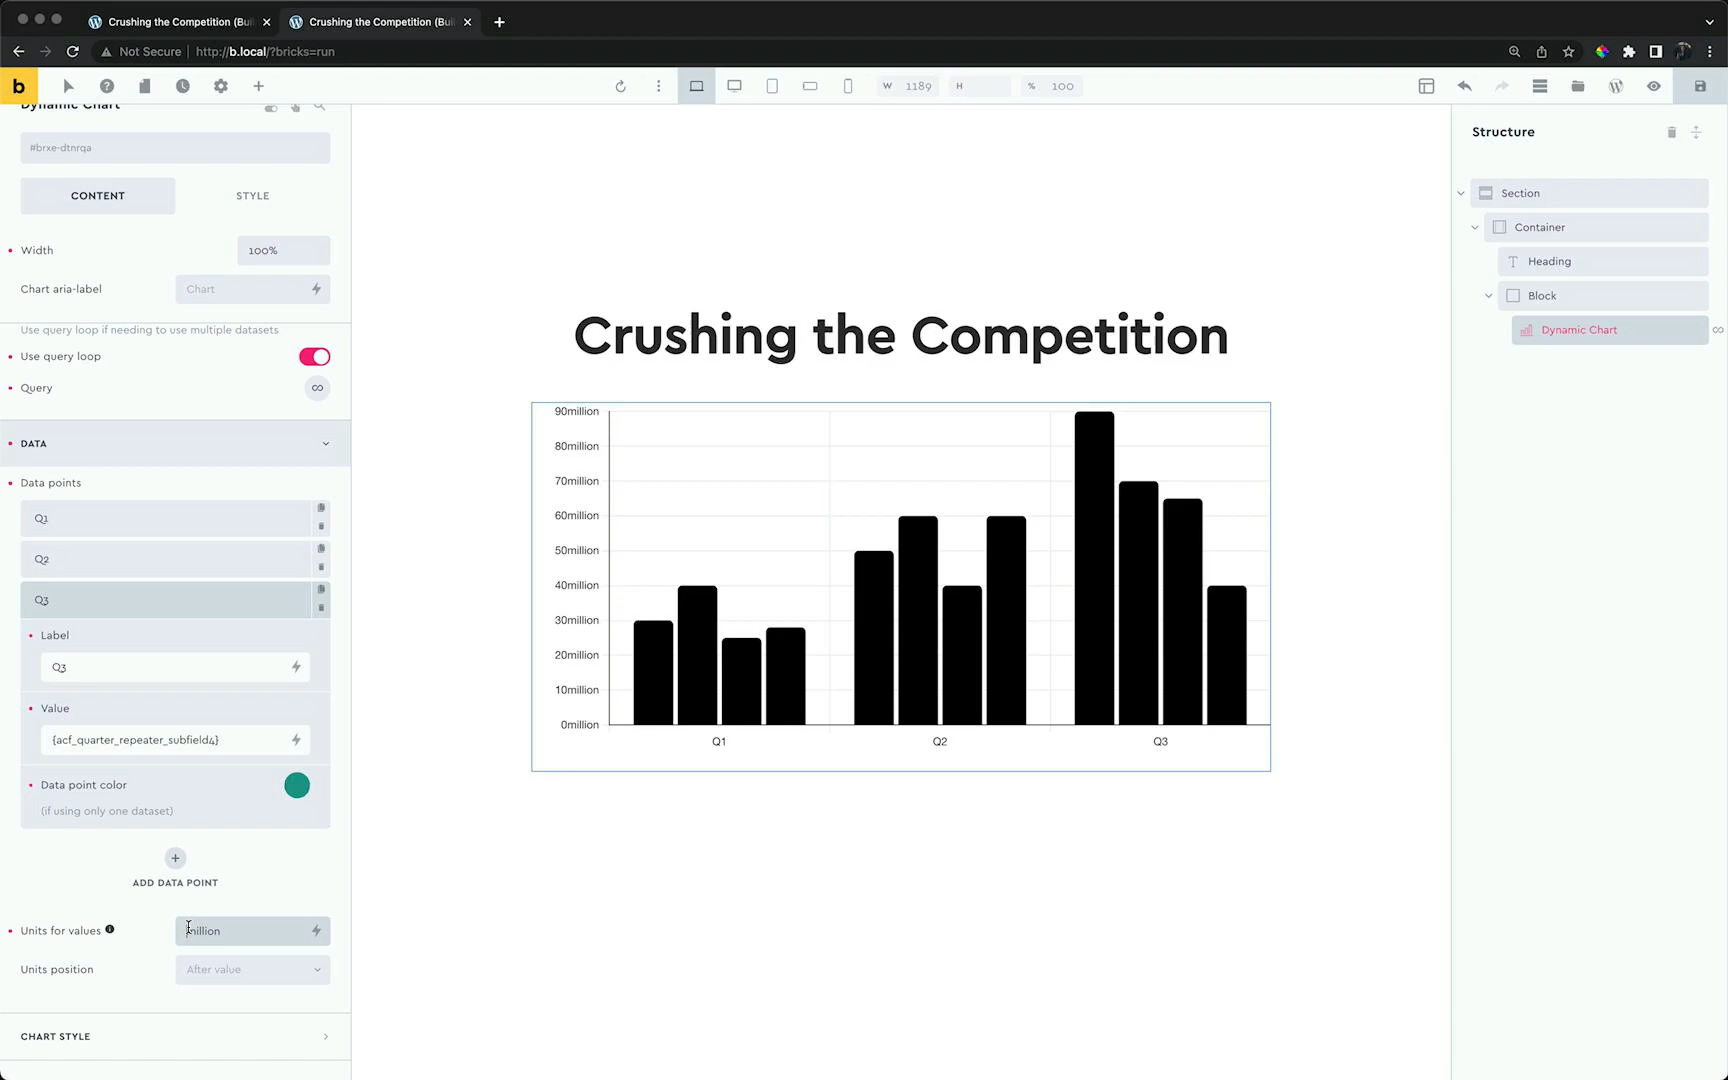 Crushing the Competition (Bui
Crushing the Competition (Bui
Not Secure
http://b.local/?bricks=run
b
W 1189
H
% 100
Dynamic Chart
#brxe-dtnrqa
CONTENT
STYLE
Width
100%
Chart aria-label
Chart
Use query loop if needing to use multiple datasets
Use query loop
Query
DATA
Data points
Q1
Q2
Q3
Label
Q3
Value
{acf_quarter_repeater_subfield4}
Data point color
(if using only one dataset)
ADD DATA POINT
Units for values
million
Units position
After value
CHART STYLE
Crushing the Competition
90million
80million
70million
60million
50million
40million
30million
20million
10million
0million
Q1
Q2
Q3
Structure
Section
Container
Heading
Block
Dynamic Chart